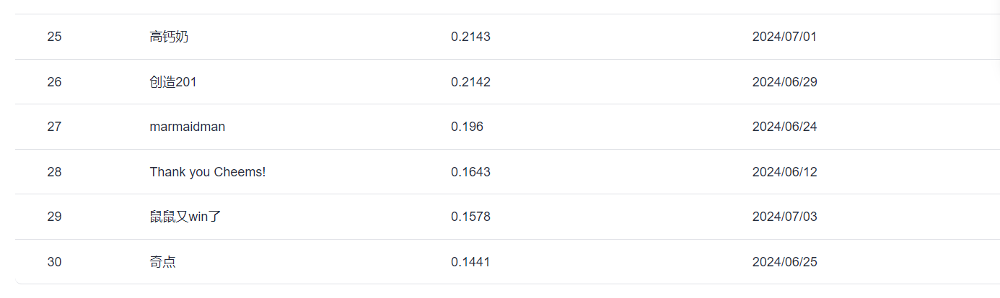 25 高钙奶 0.2143 2024/07/01
26 创造201 0.2142 2024/06/29
27 marmaidman 0.196 2024/06/24
28 Thank you Cheems! 0.1643 2024/06/12
29 鼠鼠又win了 0.1578 2024/07/03
30 奇点 0.1441 2024/06/25